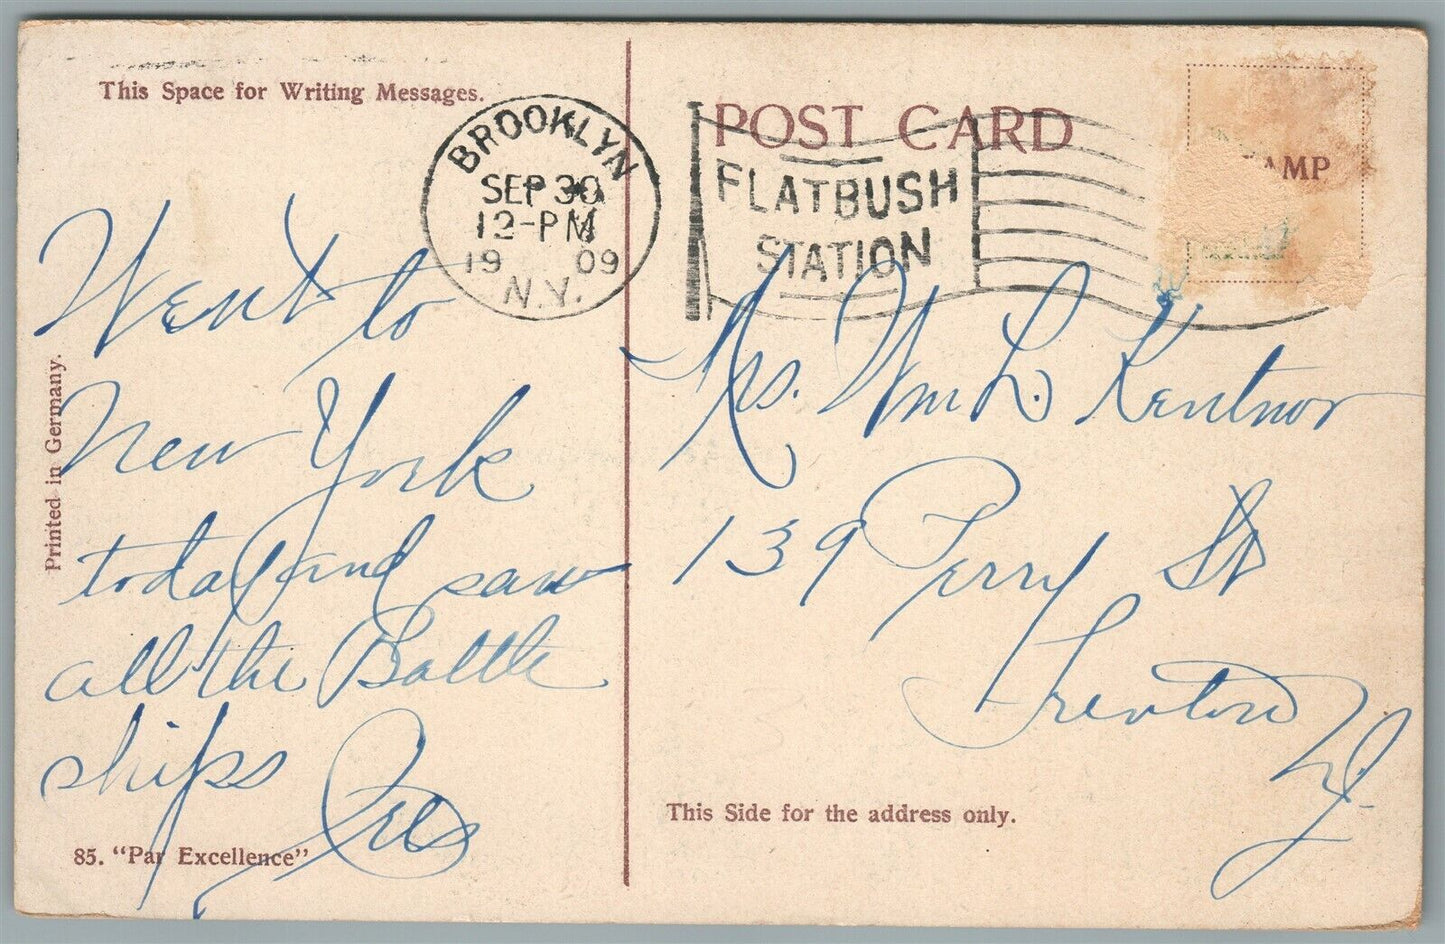 This Space for Writing Messages.
BROOKLYN
SEP 30
12-PM
19 09
N.Y.
POST CARD
FLATBUSH
STATION
AMP
Went to
New York
today and saw
all the Battle
ships
Mrs. Wm L. Kentnor
139 Perry St
Trenton
N.J.
This Side for the address only.
85. "Par Excellence"
Printed in Germany.